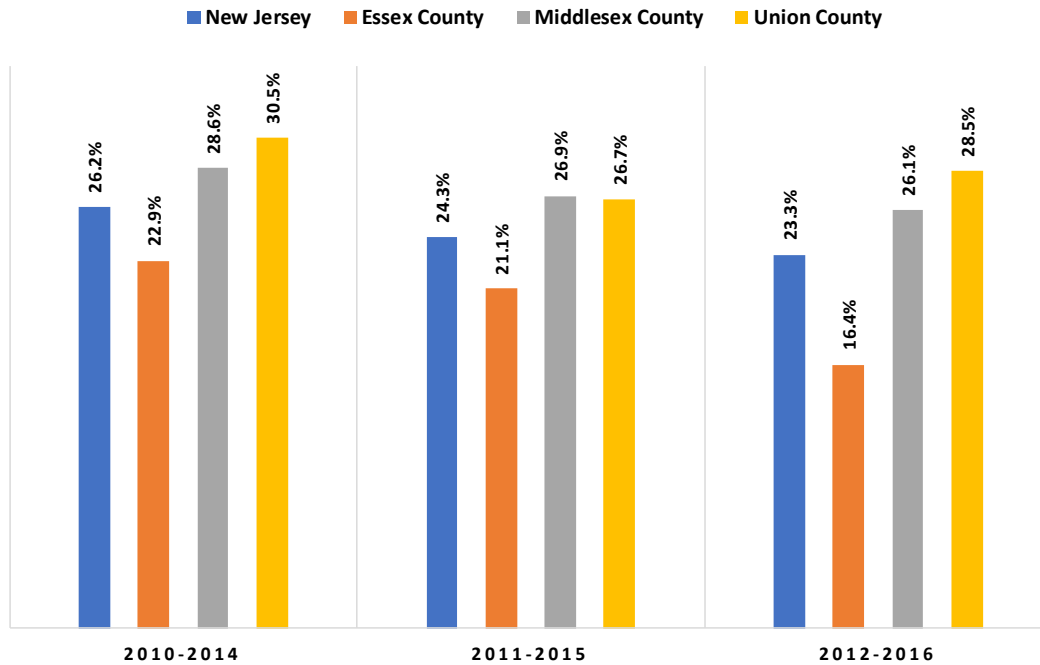 New Jersey Essex County Middlesex County Union County
26.2% 22.9% 28.6% 30.5% 24.3% 21.1% 26.9% 26.7% 23.3% 16.4% 26.1% 28.5%
2010-2014 2011-2015 2012-2016